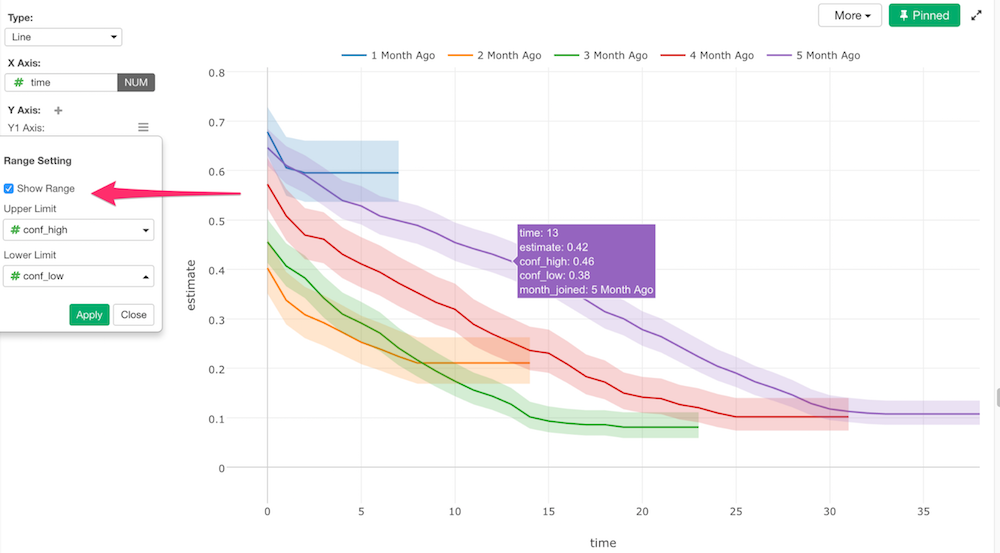 Type:
Line
X Axis:
# time NUM
Y Axis: +
Y1 Axis:
Range Setting
Show Range
Upper Limit
# conf_high
Lower Limit
# conf_low
Apply Close
More Pinned
1 Month Ago 2 Month Ago 3 Month Ago 4 Month Ago 5 Month Ago
0.8
0.7
0.6
0.5
0.4
0.3
0.2
0.1
0
estimate
time: 13
estimate: 0.42
conf_high: 0.46
conf_low: 0.38
month_joined: 5 Month Ago
0 5 10 15 20 25 30 35
time